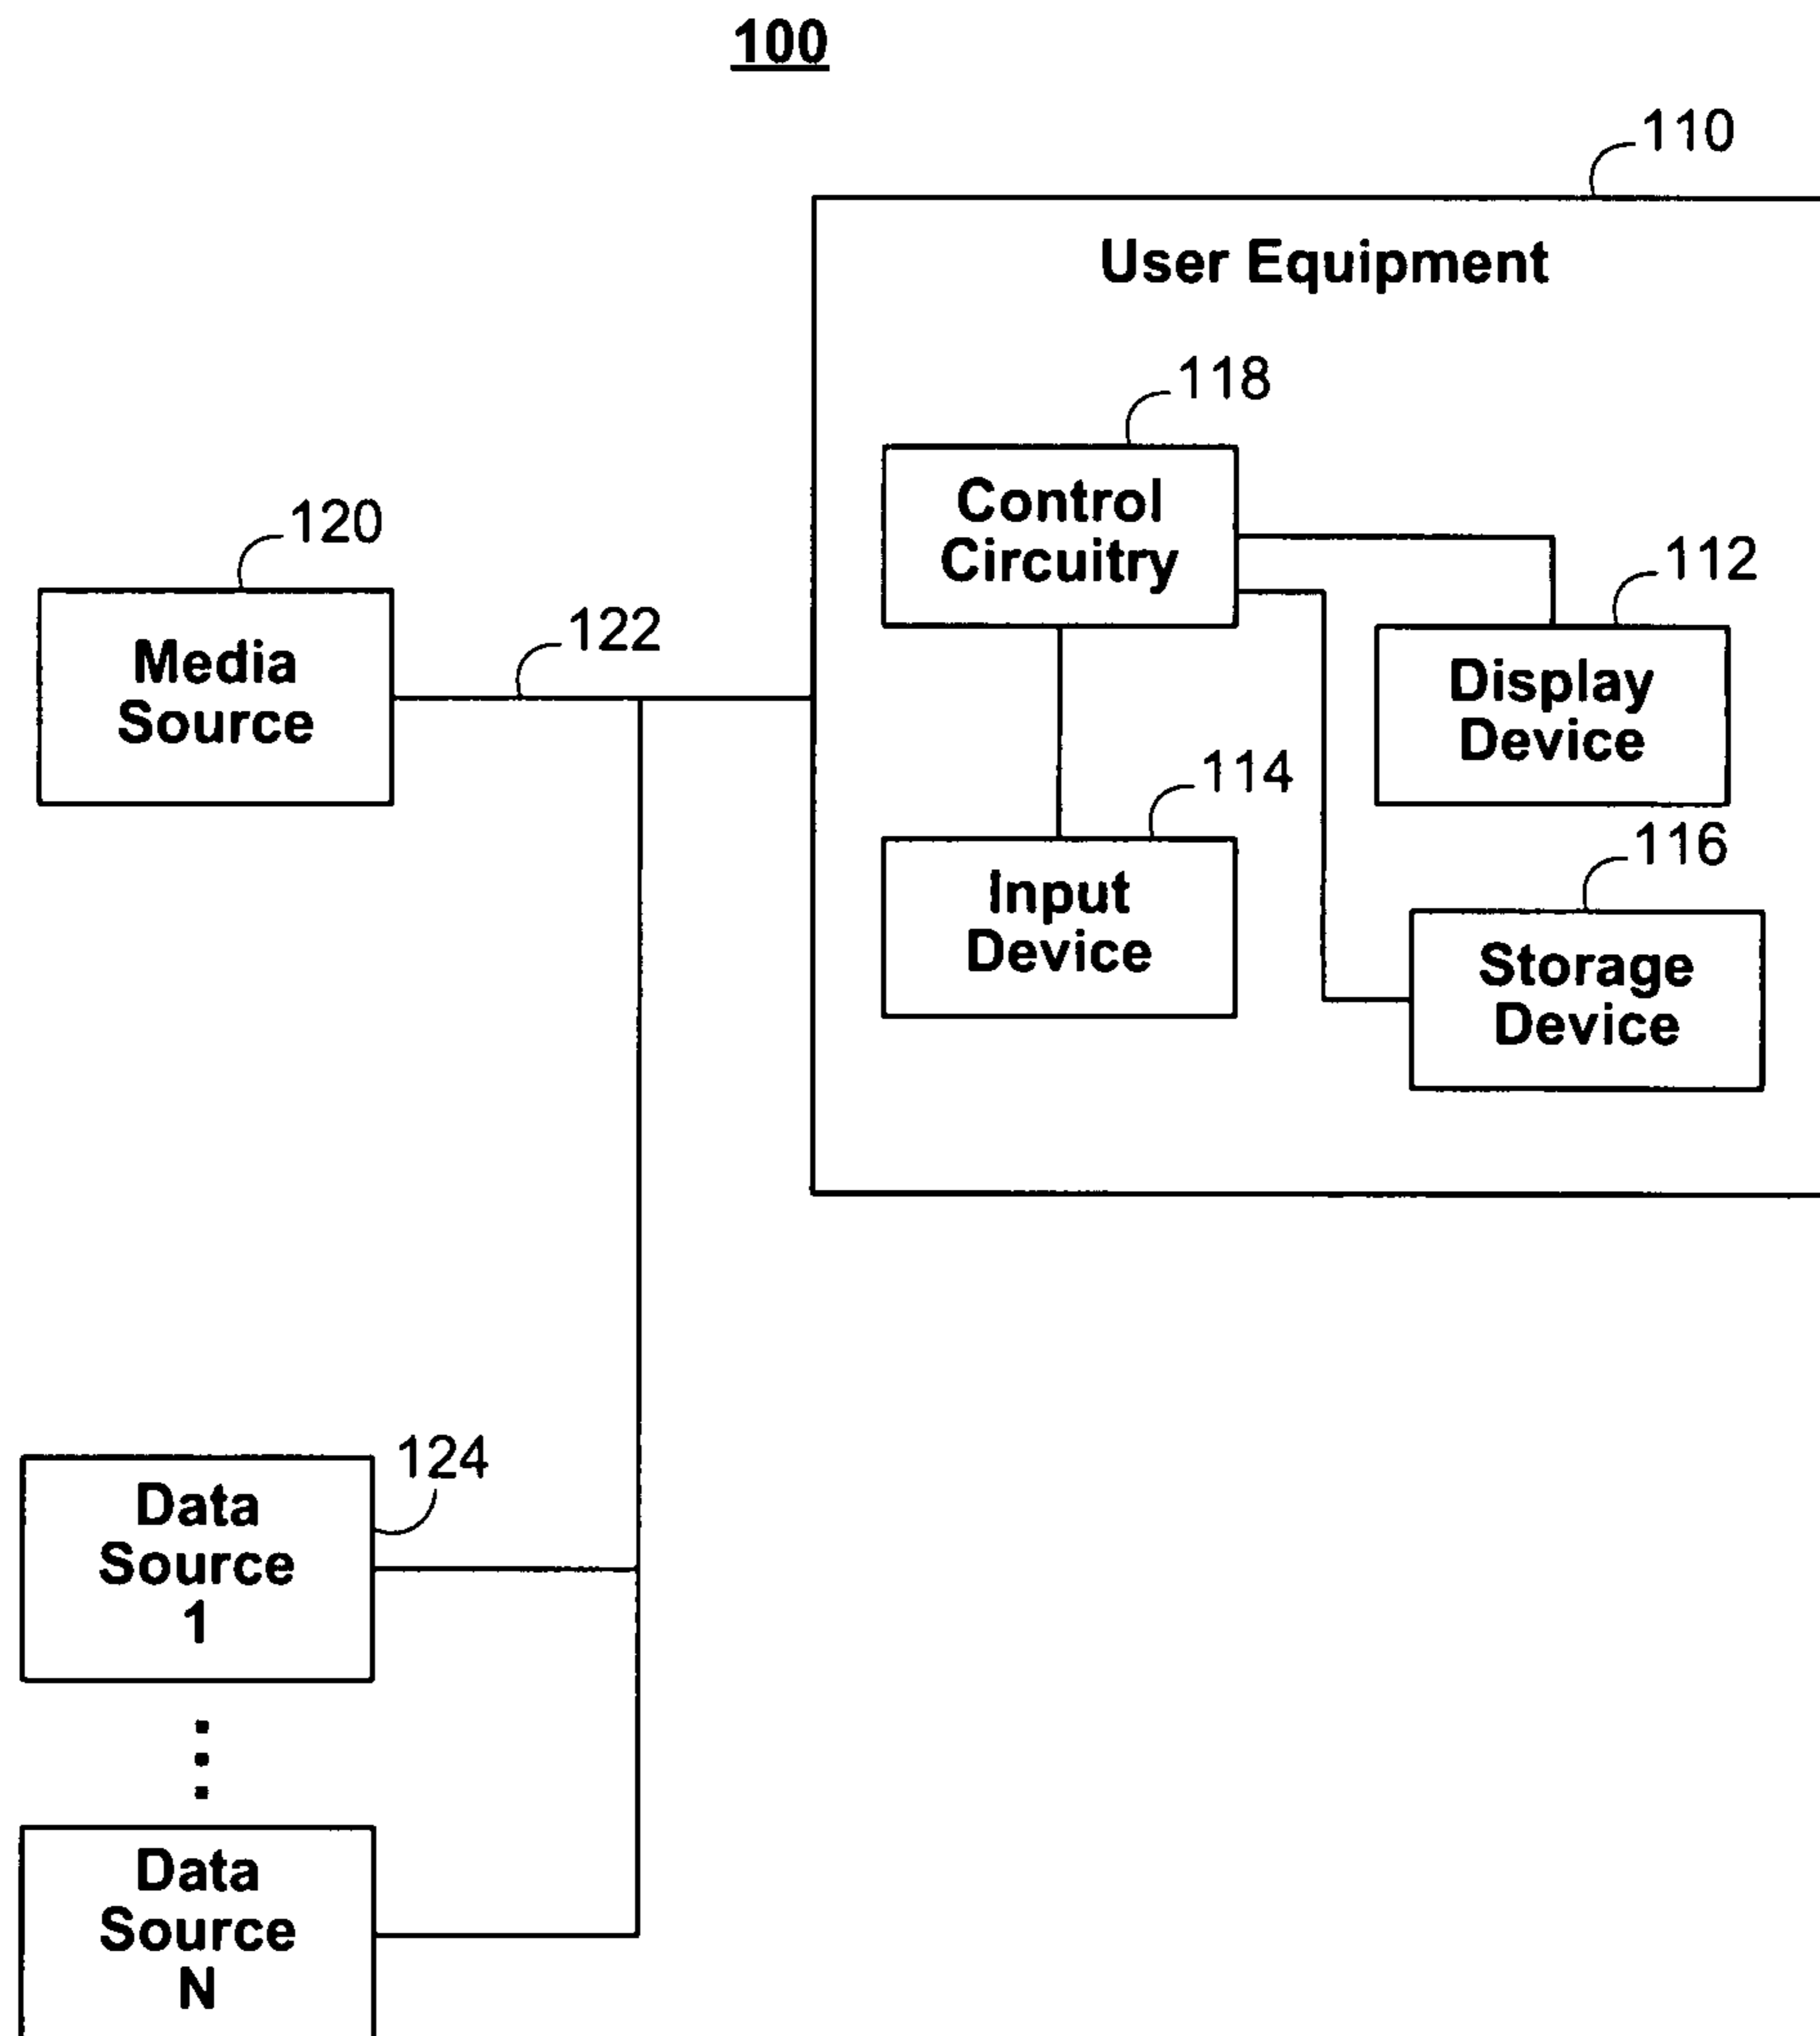 100
110
User Equipment
118
Control
Circuitry
120
112
Media
Source
122
Display
Device
114
116
Input
Device
Storage
Device
124
Data
Source
1
Data
Source
N